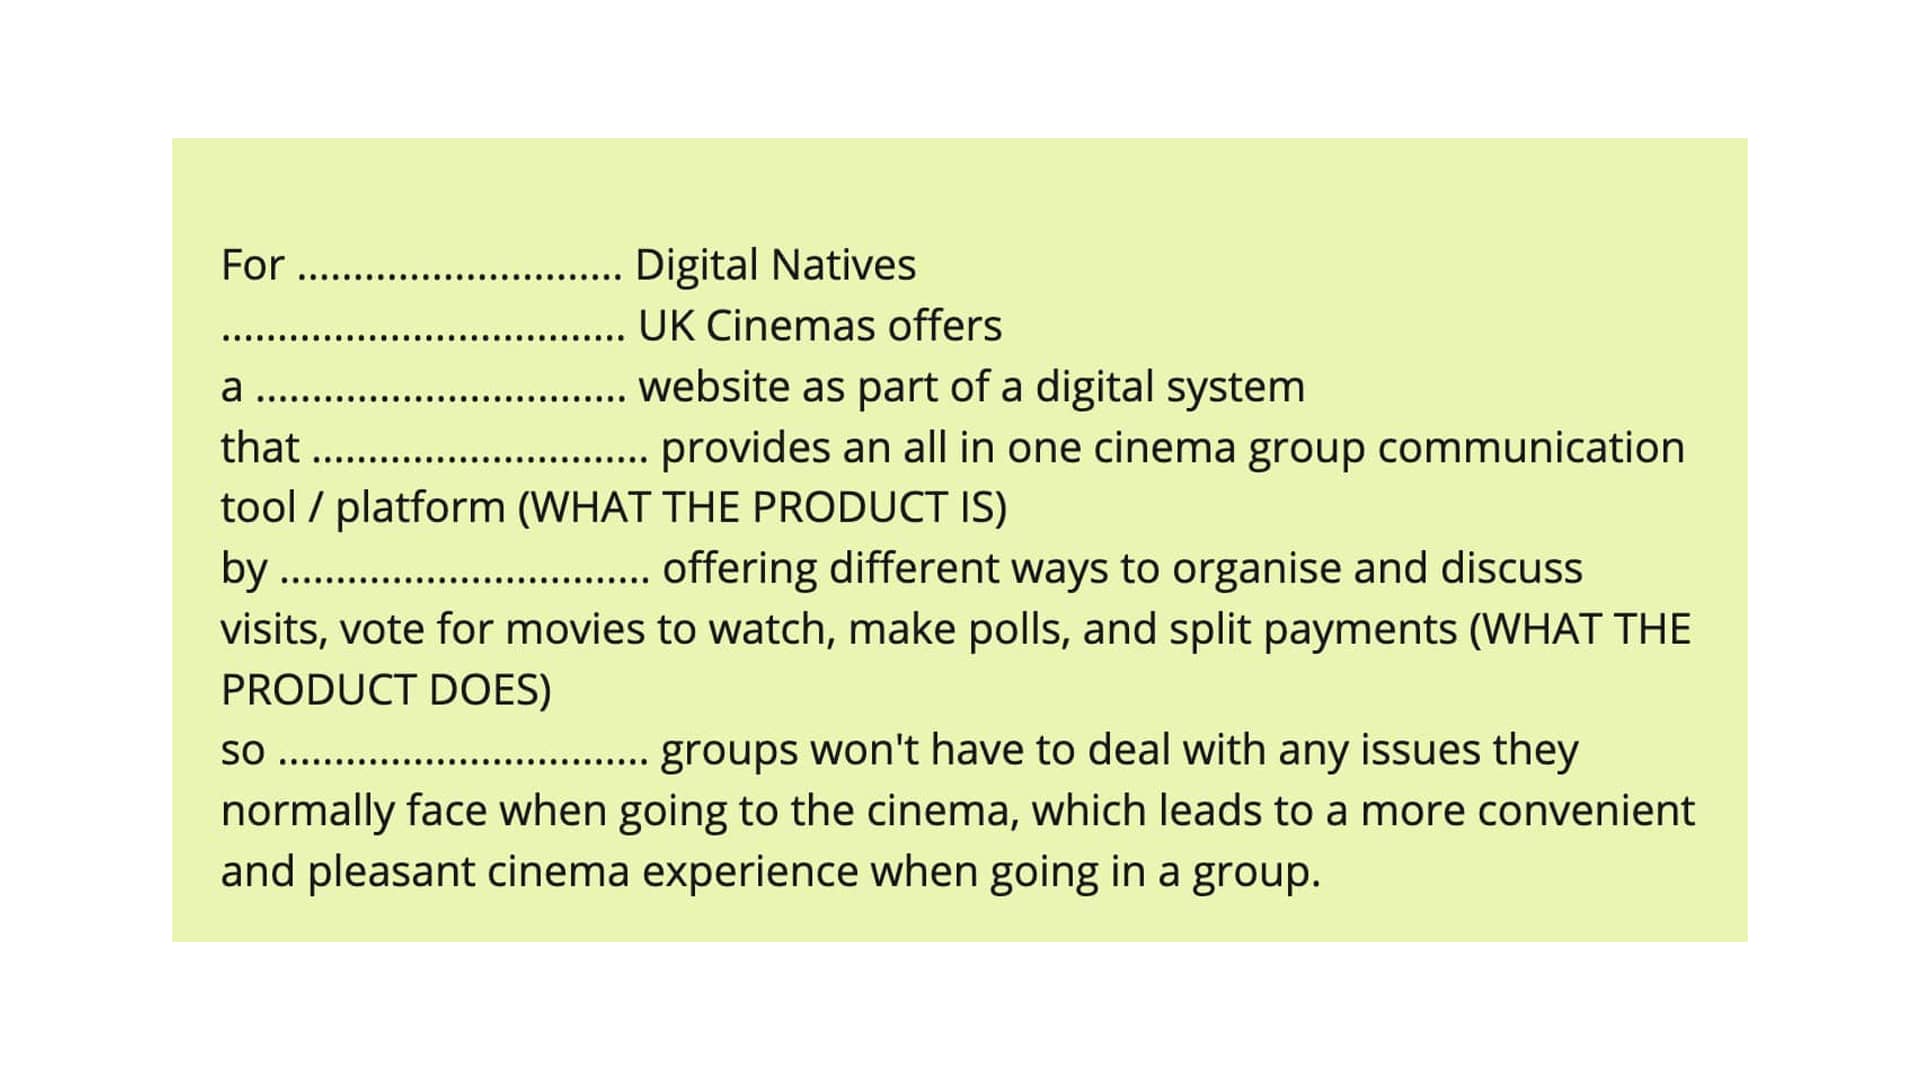 For ............................. Digital Natives
.................................... UK Cinemas offers
a ................................. website as part of a digital system
that .............................. provides an all in one cinema group communication
tool / platform (WHAT THE PRODUCT IS)
by ................................. offering different ways to organise and discuss
visits, vote for movies to watch, make polls, and split payments (WHAT THE
PRODUCT DOES)
so ................................. groups won't have to deal with any issues they
normally face when going to the cinema, which leads to a more convenient
and pleasant cinema experience when going in a group.